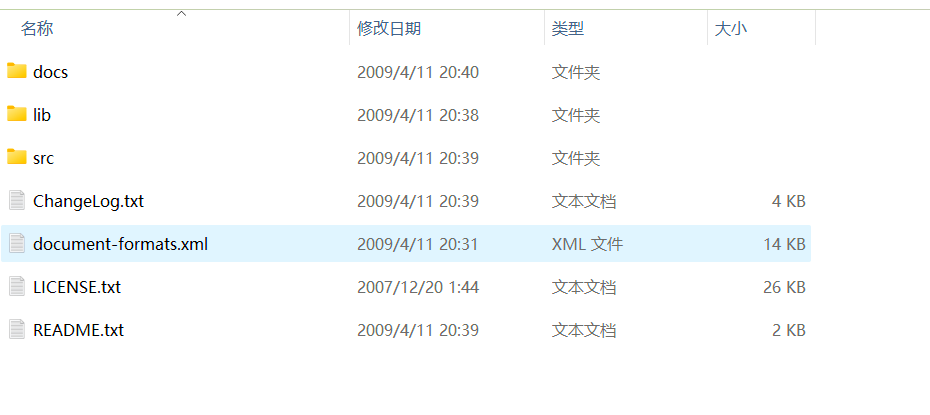 名称 修改日期 类型 大小
docs 2009/4/11 20:40 文件夹
lib 2009/4/11 20:38 文件夹
src 2009/4/11 20:39 文件夹
ChangeLog.txt 2009/4/11 20:39 文本文档 4 KB
document-formats.xml 2009/4/11 20:31 XML 文件 14 KB
LICENSE.txt 2007/12/20 1:44 文本文档 26 KB
README.txt 2009/4/11 20:39 文本文档 2 KB